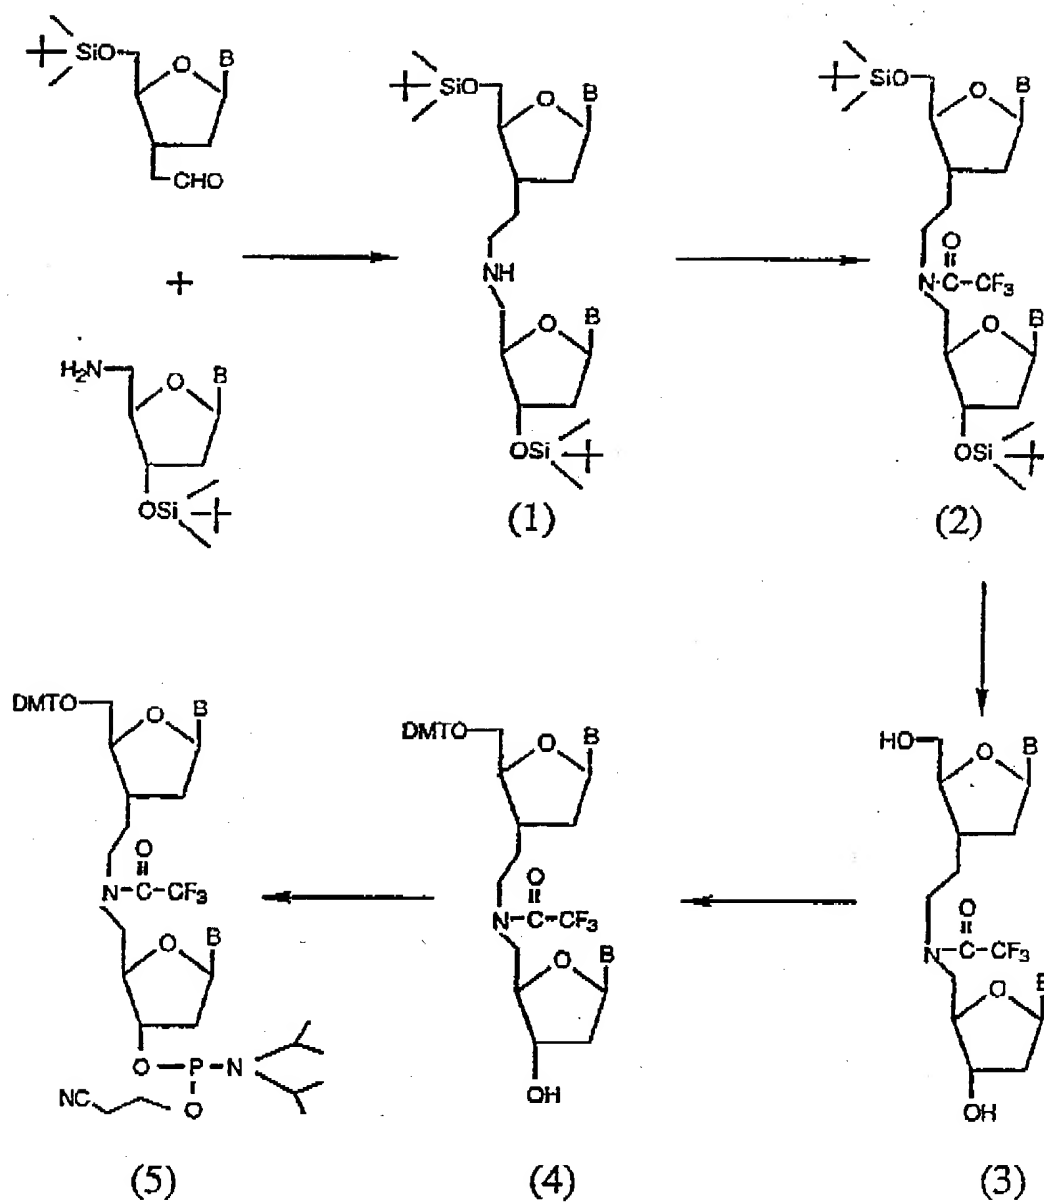 SiO
O
B
CHO
+
H₂N
O
B
OSi
SiO
O
B
NH
O
B
OSi
(1)
SiO
O
B
O
N-C-CF₃
O
B
OSi
(2)
DMTO
O
B
O
N-C-CF₃
O
B
O-P-N
NC
O
(5)
DMTO
O
B
O
N-C-CF₃
O
B
OH
(4)
HO
O
B
O
N-C-CF₃
O
B
OH
(3)